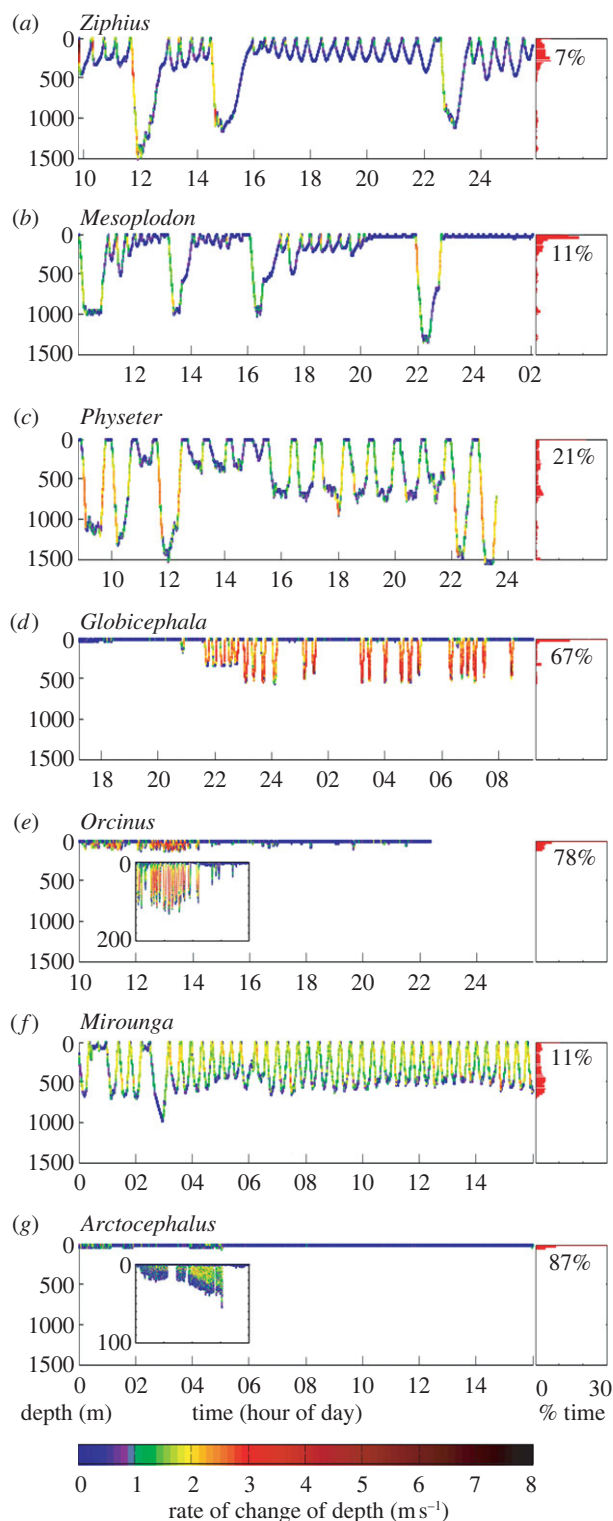 (a) Ziphius
0
500
1000
1500
7%
10 12 14 16 18 20 22 24
(b) Mesoplodon
0
500
1000
1500
11%
12 14 16 18 20 22 24 02
(c) Physeter
0
500
1000
1500
21%
10 12 14 16 18 20 22 24
(d) Globicephala
0
500
1000
1500
67%
18 20 22 24 02 04 06 08
(e) Orcinus
0
500
1000
1500
0
200
78%
10 12 14 16 18 20 22 24
(f) Mirounga
0
500
1000
1500
11%
0 02 04 06 08 10 12 14
(g) Arctocephalus
0
500
1000
1500
0
100
87%
0 02 04 06 08 10 12 14 0 30
depth (m) time (hour of day) % time
0 1 2 3 4 5 6 7 8
rate of change of depth (m s⁻¹)